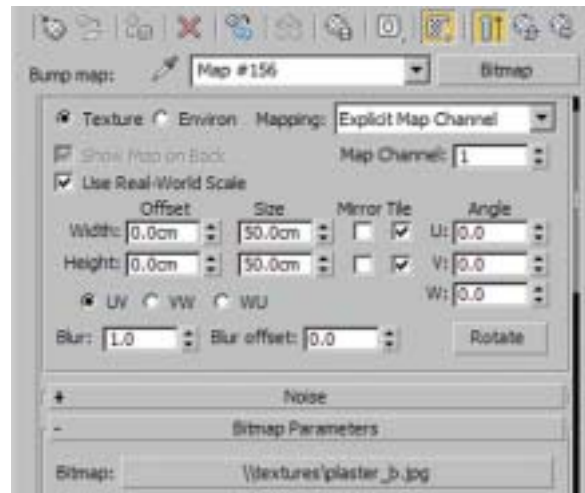 Bump map: Map #156 Bitmap
Texture Environ Mapping: Explicit Map Channel
Show Map on Back Map Channel: 1
Use Real-World Scale
Offset Size Mirror Tile Angle
Width: 0.0cm 50.0cm U: 0.0
Height: 0.0cm 50.0cm V: 0.0
UV VW WU W: 0.0
Blur: 1.0 Blur offset: 0.0 Rotate
+ Noise
- Bitmap Parameters
Bitmap: \\textures\plaster_b.jpg